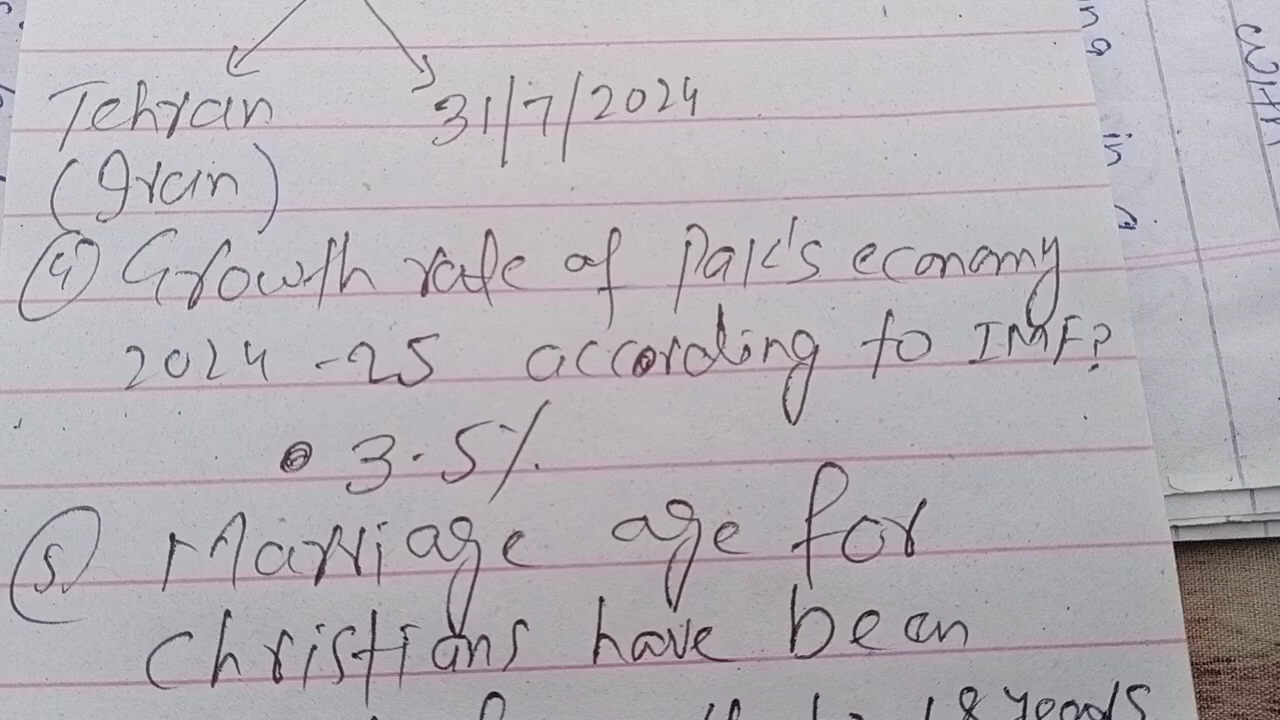 Tehran 31/7/2024
(Iran)
(4) Growth rate of Pak's economy
2024-25 according to IMF?
• 3.5%
(5) Marriage age for
Christians have been
18 years